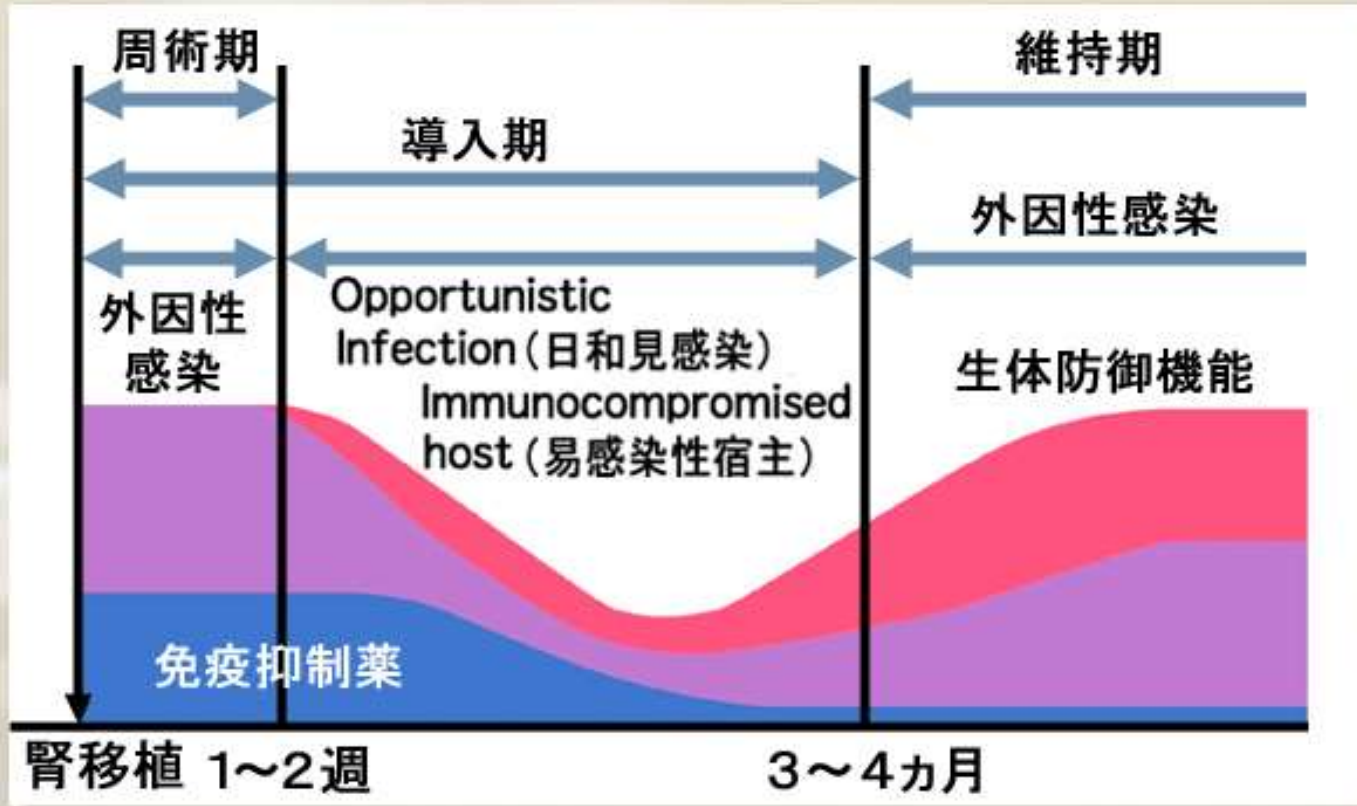 周術期
維持期
導入期
外因性感染
外因性
感染
Opportunistic
Infection(日和見感染)
Immunocompromised
host(易感染性宿主)
生体防御機能
免疫抑制薬
腎移植 1〜2週
3〜4ヵ月